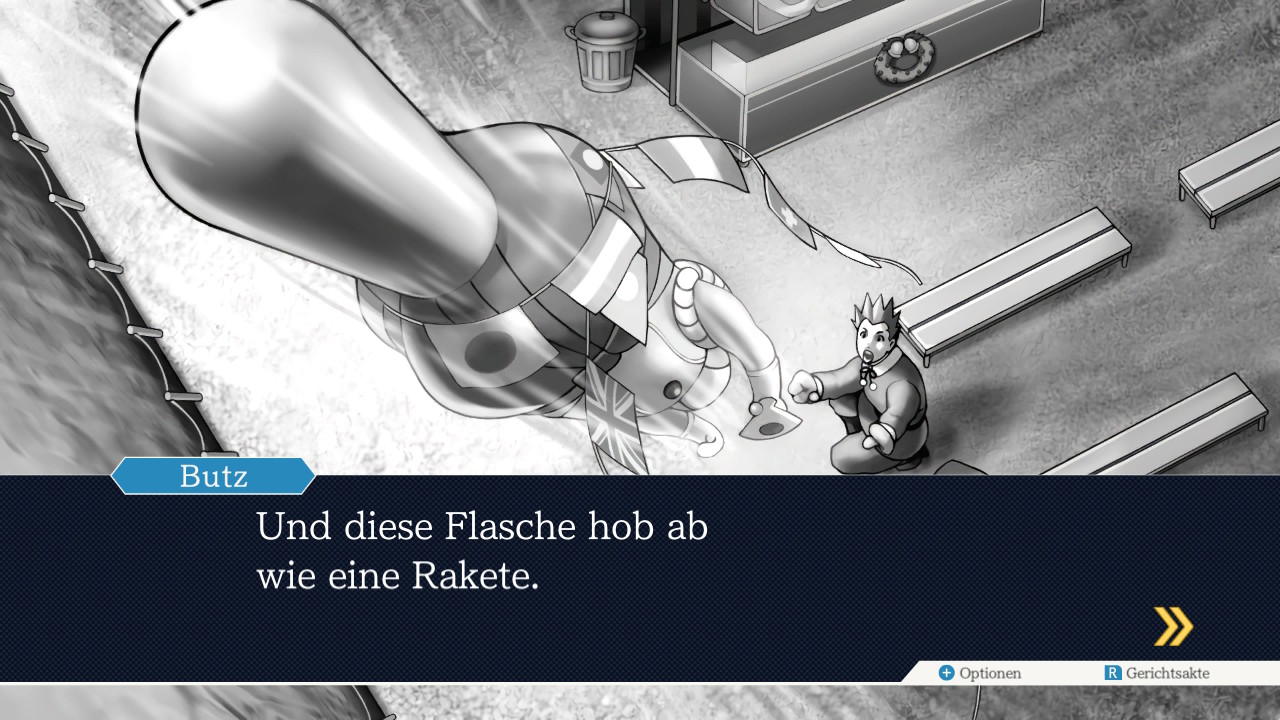 Butz
Und diese Flasche hob ab
wie eine Rakete.
Optionen
R Gerichtsakte